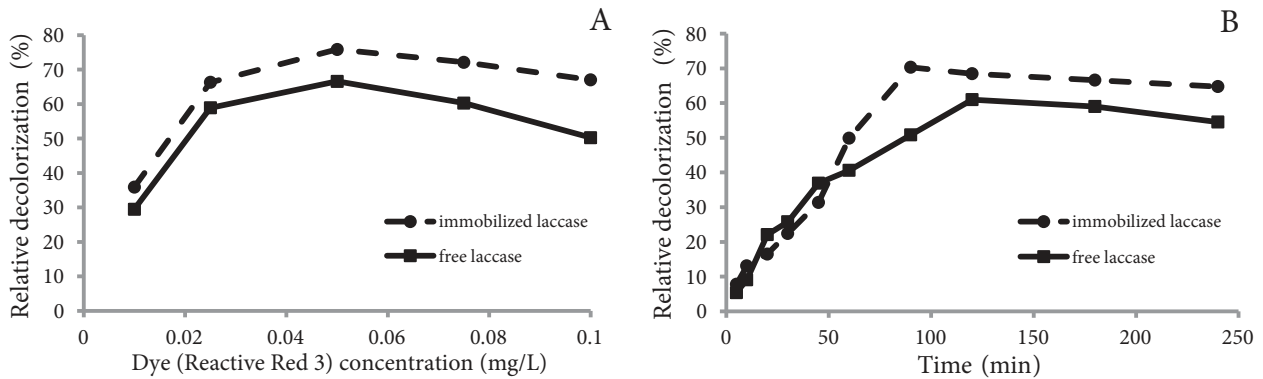 A
Relative decolorization (%)
80
70
60
50
40
30
20
10
0
immobilized laccase
free laccase
0 0.02 0.04 0.06 0.08 0.1
Dye (Reactive Red 3) concentration (mg/L)
B
Relative decolorization (%)
80
70
60
50
40
30
20
10
0
immobilized laccase
free laccase
0 50 100 150 200 250
Time (min)